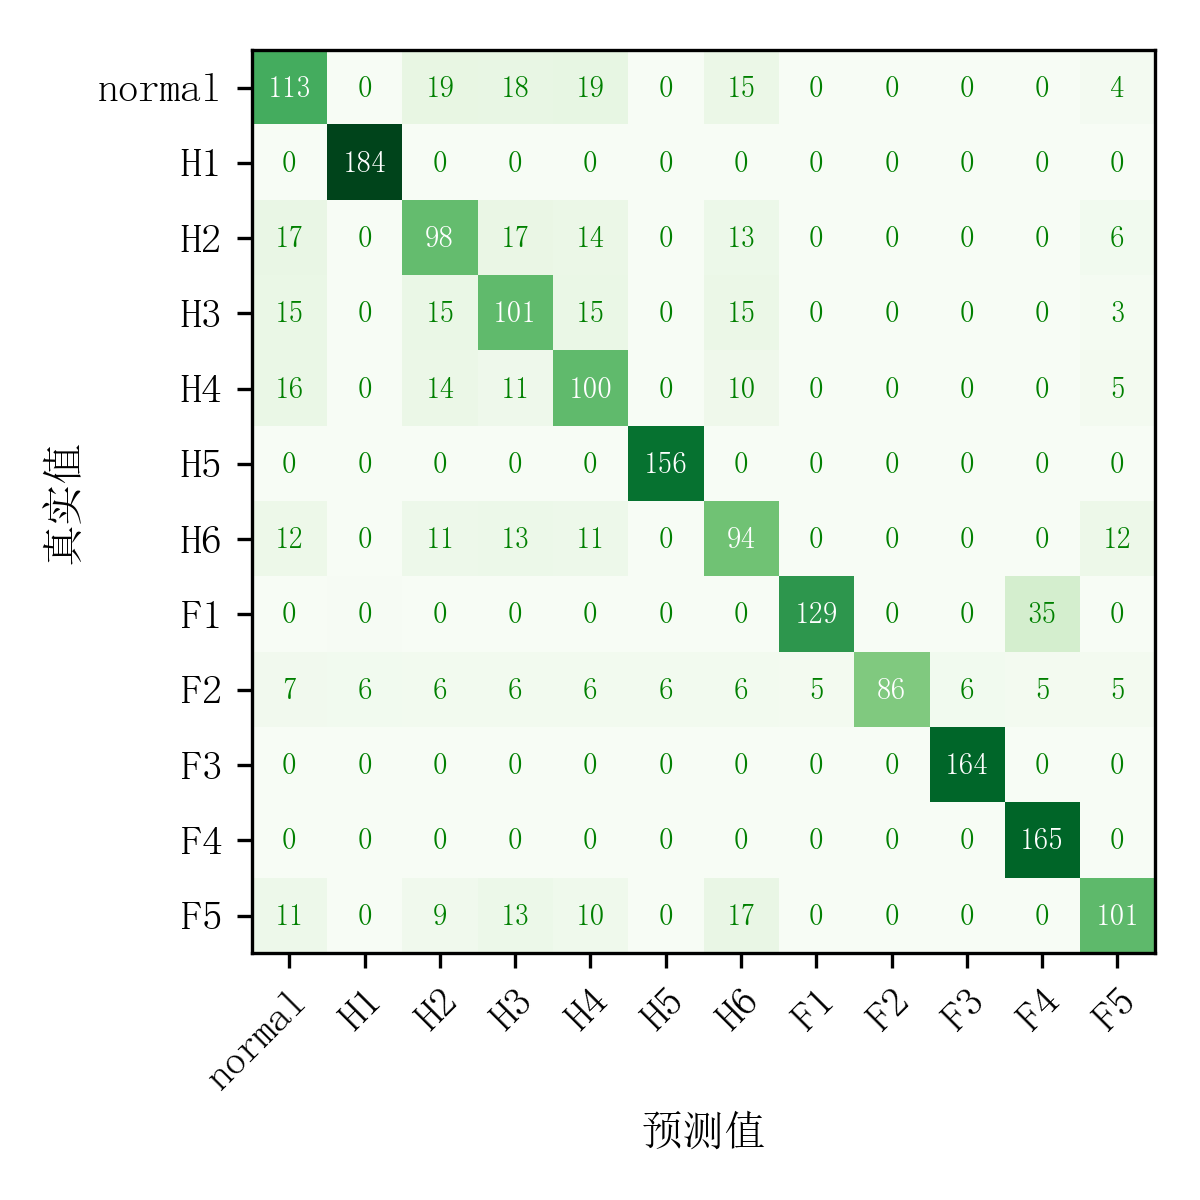 normal 113 0 19 18 19 0 15 0 0 0 0 4
H1 0 184 0 0 0 0 0 0 0 0 0 0
H2 17 0 98 17 14 0 13 0 0 0 0 6
H3 15 0 15 101 15 0 15 0 0 0 0 3
H4 16 0 14 11 100 0 10 0 0 0 0 5
H5 0 0 0 0 0 156 0 0 0 0 0 0
H6 12 0 11 13 11 0 94 0 0 0 0 12
F1 0 0 0 0 0 0 0 129 0 0 35 0
F2 7 6 6 6 6 6 6 5 86 6 5 5
F3 0 0 0 0 0 0 0 0 0 164 0 0
F4 0 0 0 0 0 0 0 0 0 0 165 0
F5 11 0 9 13 10 0 17 0 0 0 0 101
normal H1 H2 H3 H4 H5 H6 F1 F2 F3 F4 F5
真实值
预测值